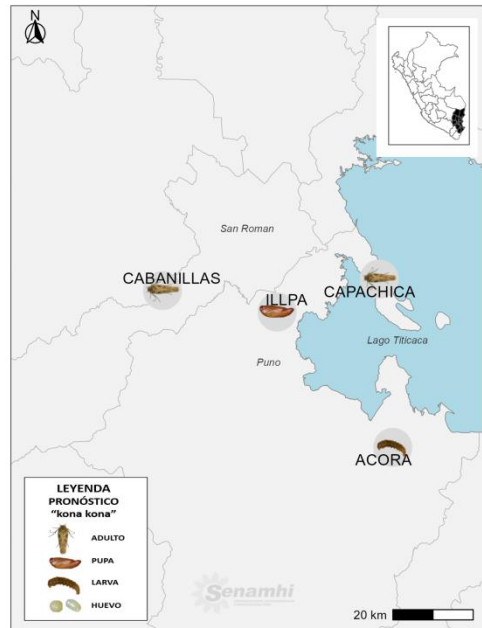 N
San Roman
CABANILLAS
ILLPA
CAPACHICA
Lago Titicaca
Puno
ACORA
LEYENDA
PRONÓSTICO
"kona kona"
ADULTO
PUPA
LARVA
HUEVO
Senamhi
20 km